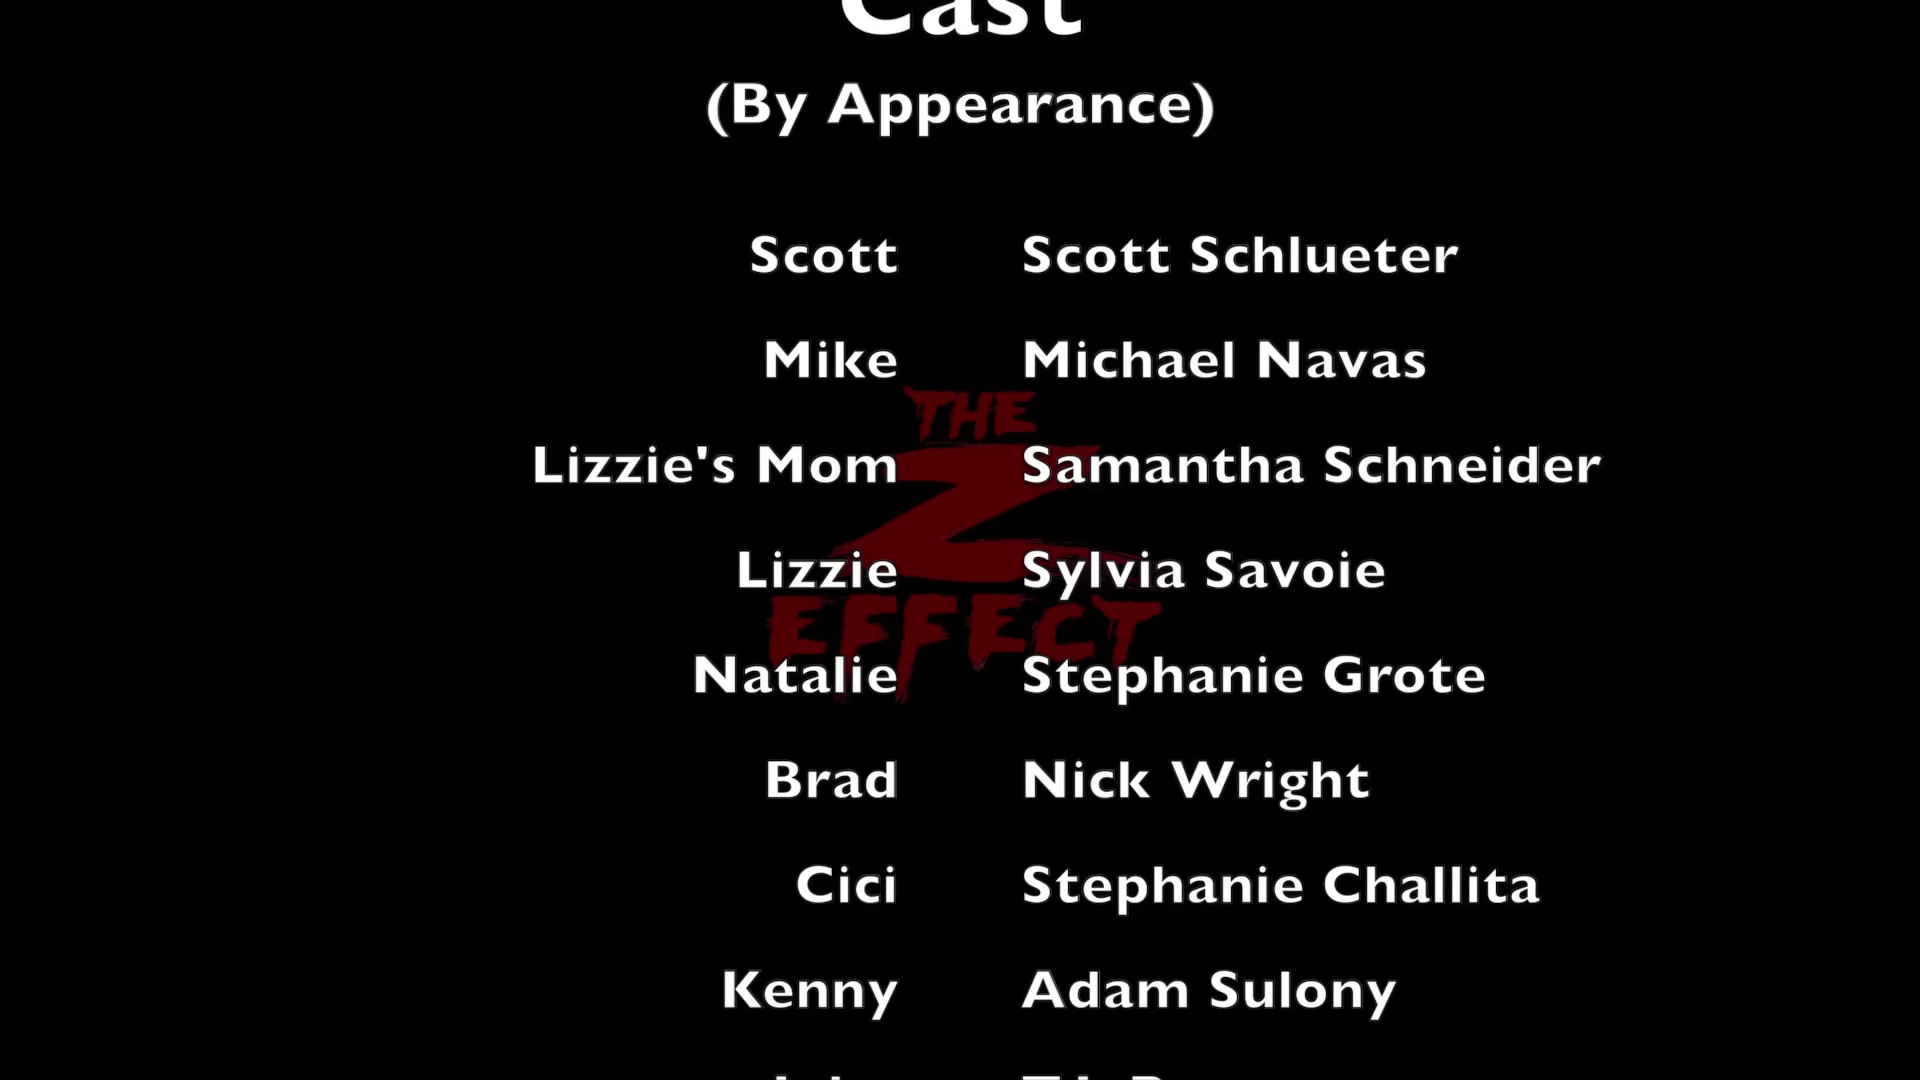 Cast
(By Appearance)
Scott Scott Schlueter
Mike Michael Navas
Lizzie's Mom Samantha Schneider
Lizzie Sylvia Savoie
Natalie Stephanie Grote
Brad Nick Wright
Cici Stephanie Challita
Kenny Adam Sulony
THE
Z
EFFECT